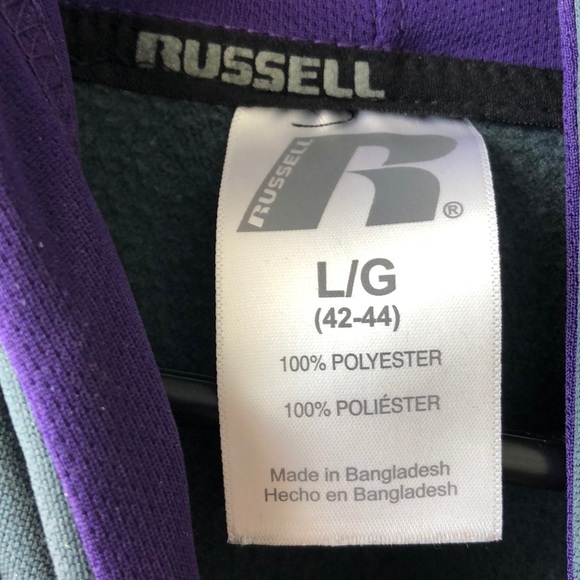 RUSSELL
RUSSELL
R®
L/G
(42-44)
100% POLYESTER
100% POLIÉSTER
Made in Bangladesh
Hecho en Bangladesh